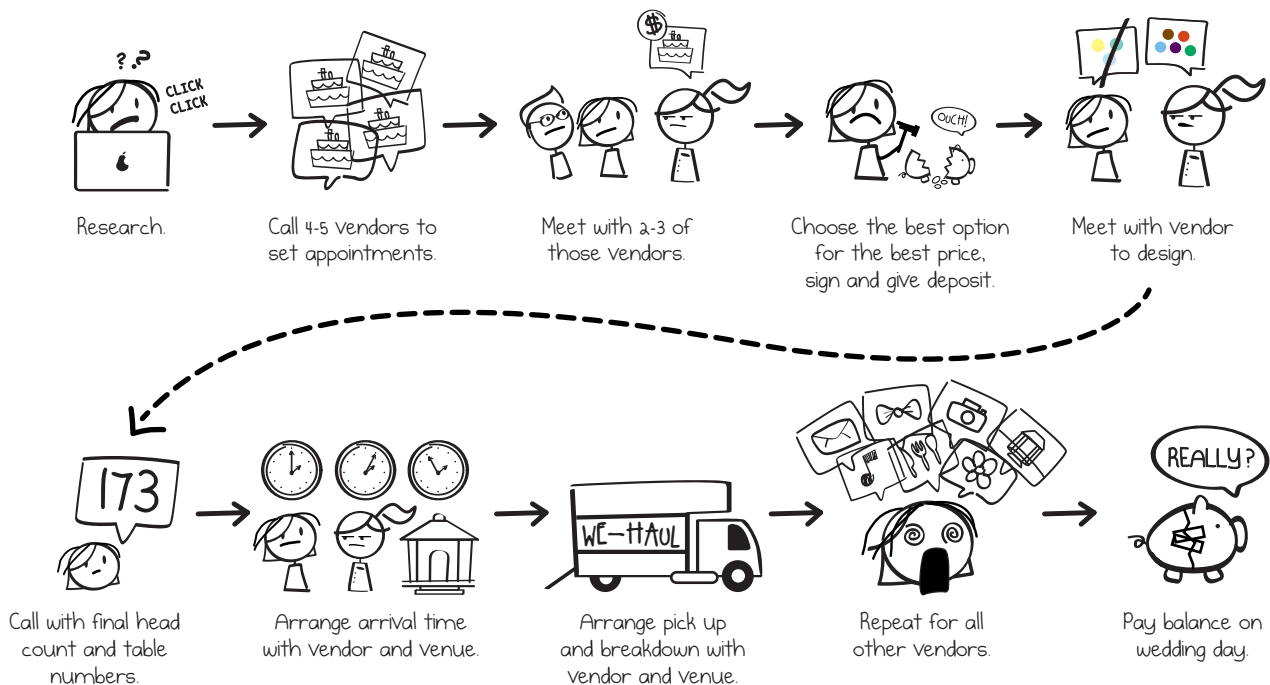 ??
CLICK
CLICK
Research.
Call 4-5 vendors to
set appointments.
$
Meet with 2-3 of
those vendors.
OUCH!
Choose the best option
for the best price,
sign and give deposit.
Meet with vendor
to design.
173
Call with final head
count and table
numbers.
Arrange arrival time
with vendor and venue.
WE-HAUL
Arrange pick up
and breakdown with
vendor and venue.
Repeat for all
other vendors.
REALLY?
Pay balance on
wedding day.